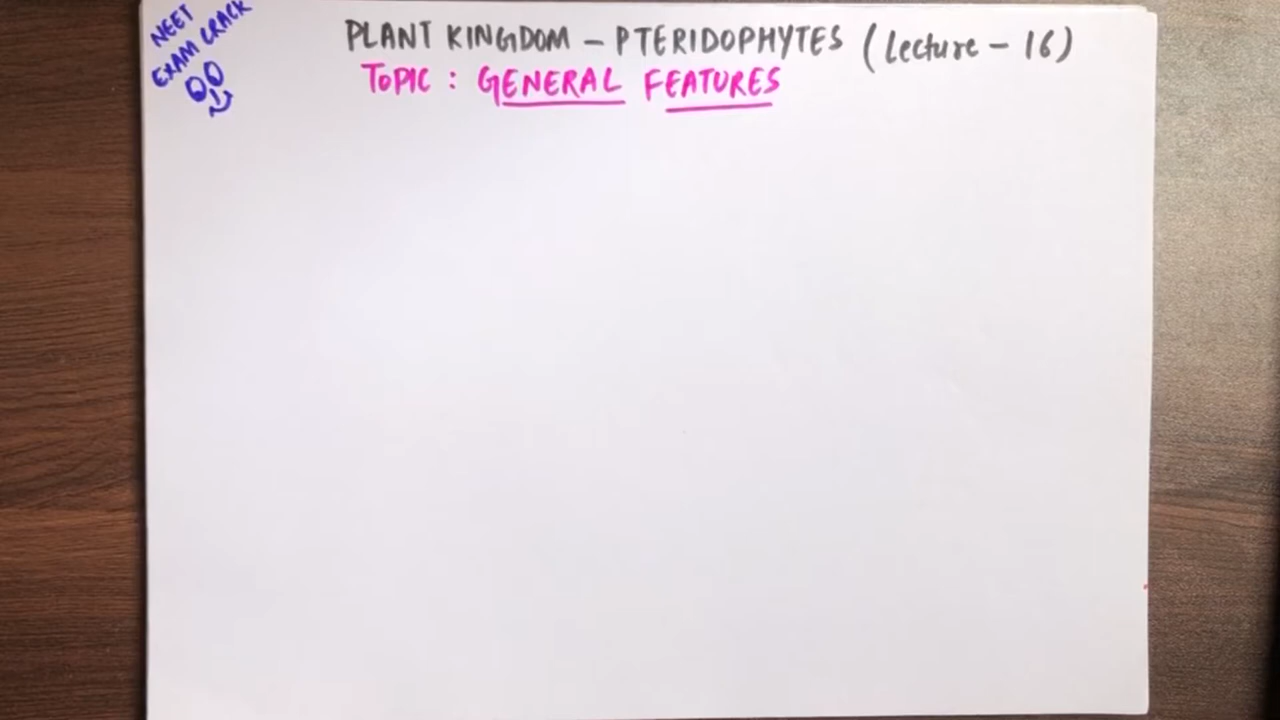 NEET
EXAM CRACK
PLANT KINGDOM – PTERIDOPHYTES (Lecture – 16)
TOPIC : GENERAL FEATURES